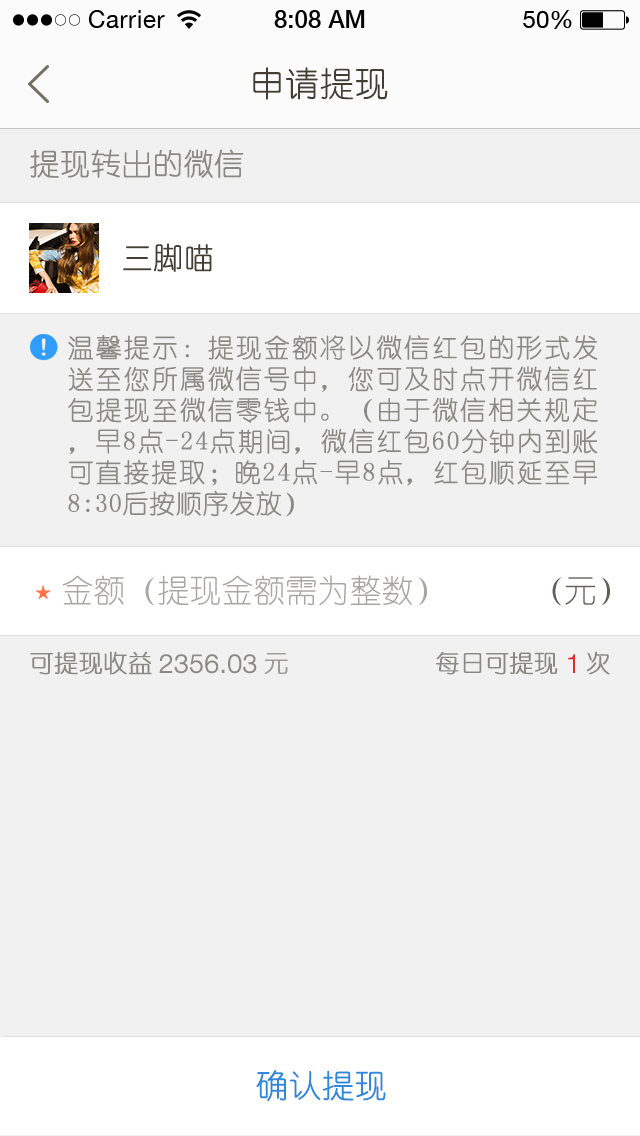 Carrier 8:08 AM 50%
申请提现
提现转出的微信
三脚喵
温馨提示：提现金额将以微信红包的形式发
送至您所属微信号中，您可及时点开微信红
包提现至微信零钱中。（由于微信相关规定
，早8点-24点期间，微信红包60分钟内到账
可直接提取；晚24点-早8点，红包顺延至早
8:30后按顺序发放）
★ 金额（提现金额需为整数） （元）
可提现收益 2356.03 元 每日可提现 1 次
确认提现